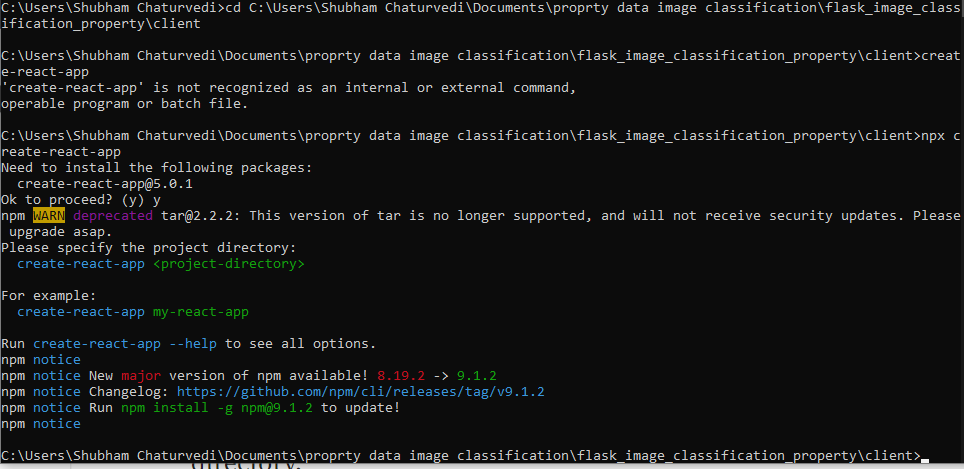 C:\Users\Shubham Chaturvedi>cd C:\Users\Shubham Chaturvedi\Documents\proprty data image classification\flask_image_class
ification_property\client
C:\Users\Shubham Chaturvedi\Documents\proprty data image classification\flask_image_classification_property\client>creat
e-react-app
'create-react-app' is not recognized as an internal or external command,
operable program or batch file.
C:\Users\Shubham Chaturvedi\Documents\proprty data image classification\flask_image_classification_property\client>npx c
reate-react-app
Need to install the following packages:
  create-react-app@5.0.1
Ok to proceed? (y) y
npm WARN deprecated tar@2.2.2: This version of tar is no longer supported, and will not receive security updates. Please
 upgrade asap.
Please specify the project directory:
  create-react-app <project-directory>
For example:
  create-react-app my-react-app
Run create-react-app --help to see all options.
npm notice
npm notice New major version of npm available! 8.19.2 -> 9.1.2
npm notice Changelog: https://github.com/npm/cli/releases/tag/v9.1.2
npm notice Run npm install -g npm@9.1.2 to update!
npm notice
C:\Users\Shubham Chaturvedi\Documents\proprty data image classification\flask_image_classification_property\client>
directory.